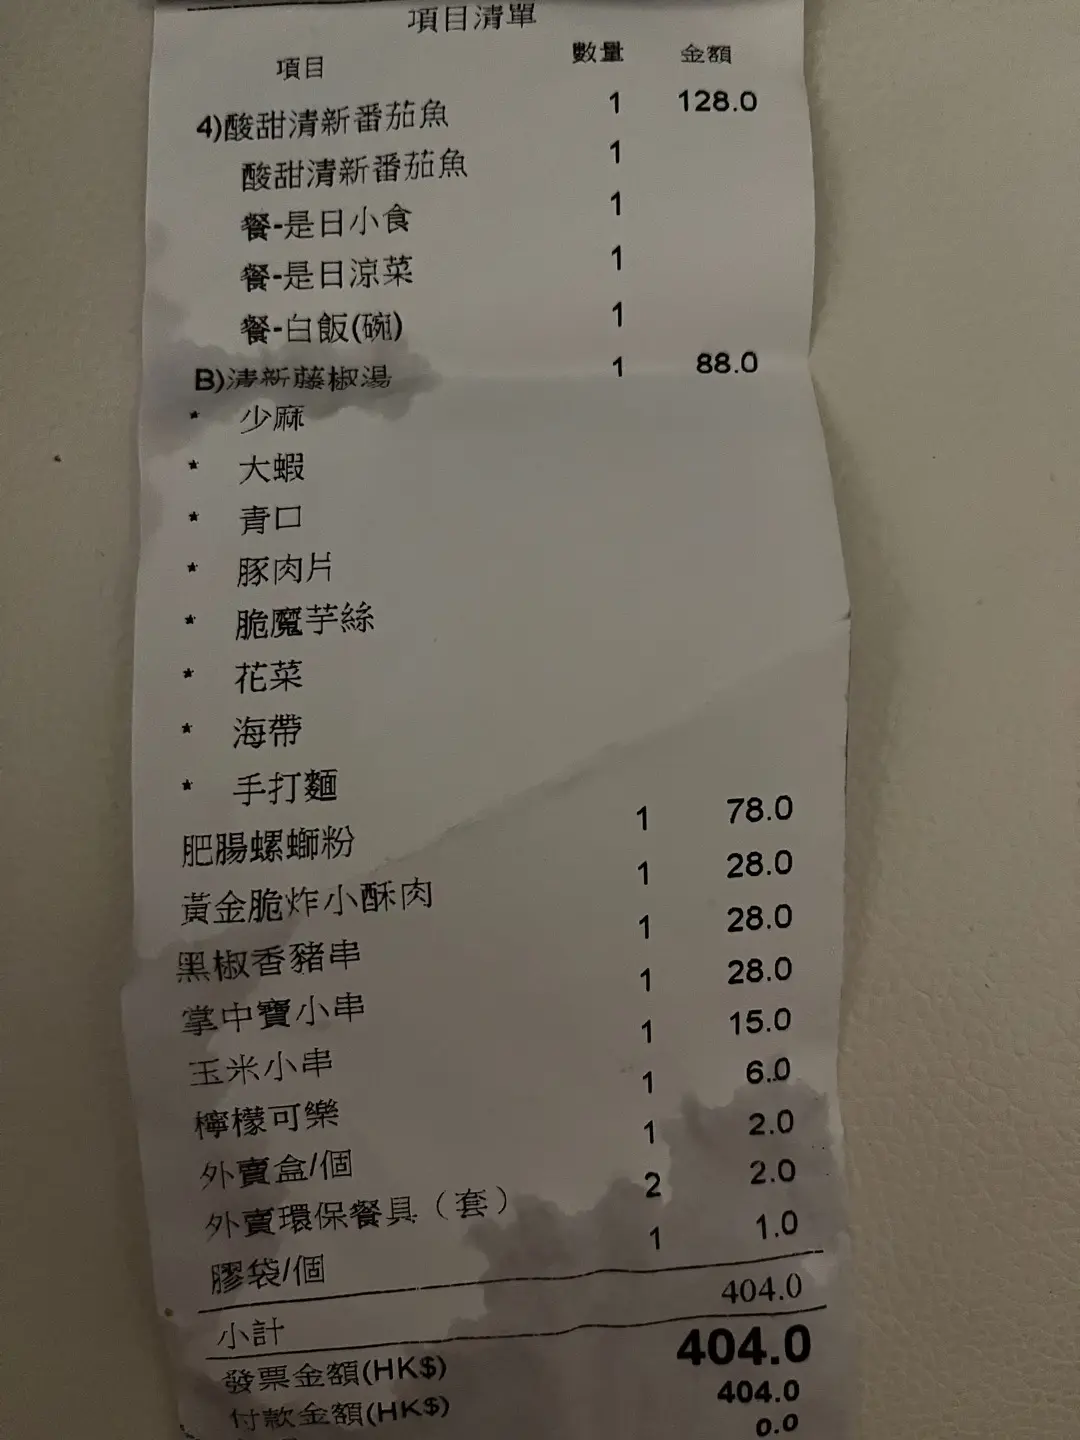 項目清單
項目 數量 金額
4)酸甜清新番茄魚 1 128.0
酸甜清新番茄魚 1
餐-是日小食 1
餐-是日涼菜 1
餐-白飯(碗) 1
B)清新藤椒湯 1 88.0
* 少麻
* 大蝦
* 青口
* 豚肉片
* 脆魔芋絲
* 花菜
* 海帶
* 手打麵
肥腸螺螄粉 1 78.0
黃金脆炸小酥肉 1 28.0
黑椒香豬串 1 28.0
掌中寶小串 1 28.0
玉米小串 1 15.0
檸檬可樂 1 6.0
外賣盒/個 1 2.0
外賣環保餐具（套） 2 2.0
膠袋/個 1 1.0
小計 404.0
發票金額(HK$) 404.0
付款金額(HK$) 404.0
0.0